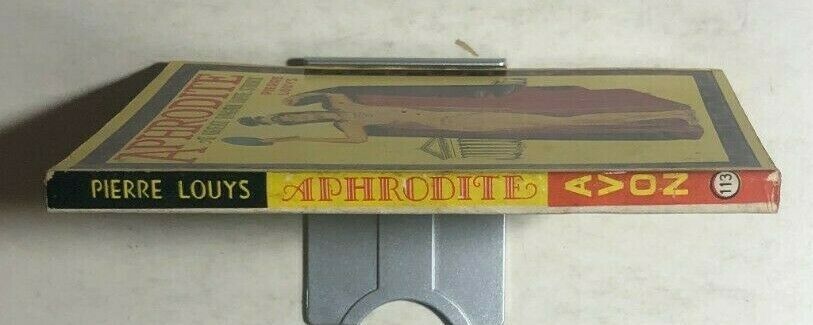 APHRODITE
PIERRE
LOUYS
PIERRE LOUYS
APHRODITE
AVON
113